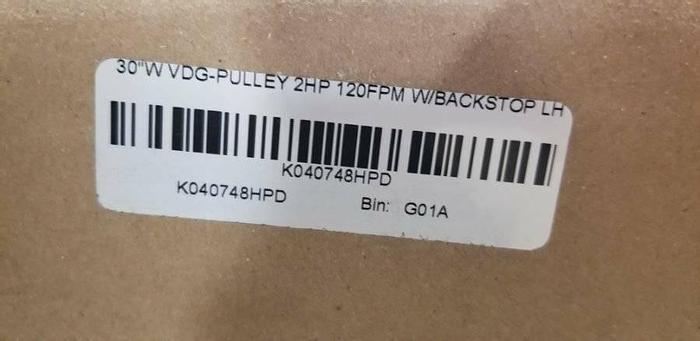 30"W VDG-PULLEY 2HP 120FPM W/BACKSTOP LH
K040748HPD
K040748HPD Bin: G01A